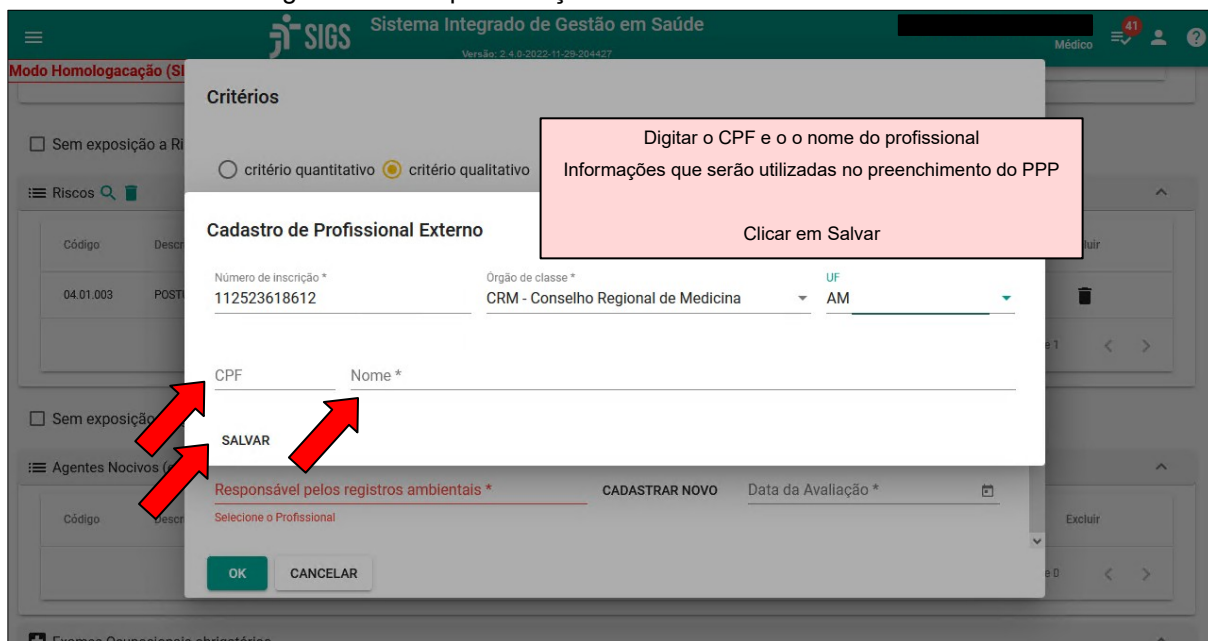 SIGS
Sistema Integrado de Gestão em Saúde
Versão: 2.4.0-2022-11-29-204427
Médico
41
Modo Homologacação (SI
Critérios
Sem exposição a Ri
critério quantitativo critério qualitativo
Digitar o CPF e o o nome do profissional
Informações que serão utilizadas no preenchimento do PPP
Clicar em Salvar
Riscos
Cadastro de Profissional Externo
Código Descr luir
Número de inscrição * Órgão de classe * UF
112523618612 CRM - Conselho Regional de Medicina AM
04.01.003 POSTU
e 1
CPF Nome *
Sem exposição
SALVAR
Agentes Nocivos (e
Responsável pelos registros ambientais * CADASTRAR NOVO Data da Avaliação *
Selecione o Profissional
Código Descr Excluir
OK CANCELAR
e 0